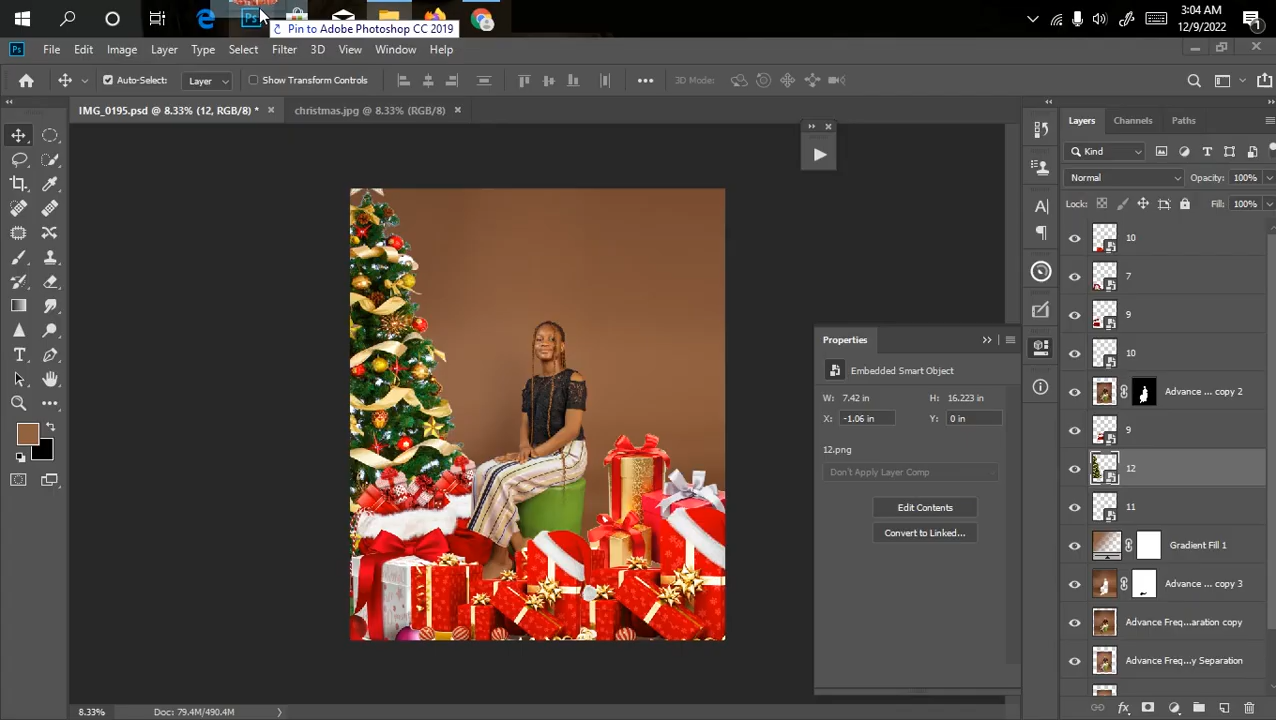 Ps
Pin to Adobe Photoshop CC 2019
3:04 AM
12/9/2022
1
Ps File Edit Image Layer Type Select Filter 3D View Window Help
Auto-Select: Layer Show Transform Controls 3D Mode:
IMG_0195.psd @ 8.33% (12, RGB/8) * christmas.jpg @ 8.33% (RGB/8)
Layers Channels Paths
Kind
Normal Opacity: 100%
Lock: Fill: 100%
10
7
9
10
Advance ... copy 2
9
12
11
Gradient Fill 1
Advance ... copy 3
Advance Freq...aration copy
Advance Freq...y Separation
Properties
Embedded Smart Object
W: 7.42 in H: 16.223 in
X: -1.06 in Y: 0 in
12.png
Don't Apply Layer Comp
Edit Contents
Convert to Linked...
8.33% Doc: 79.4M/490.4M